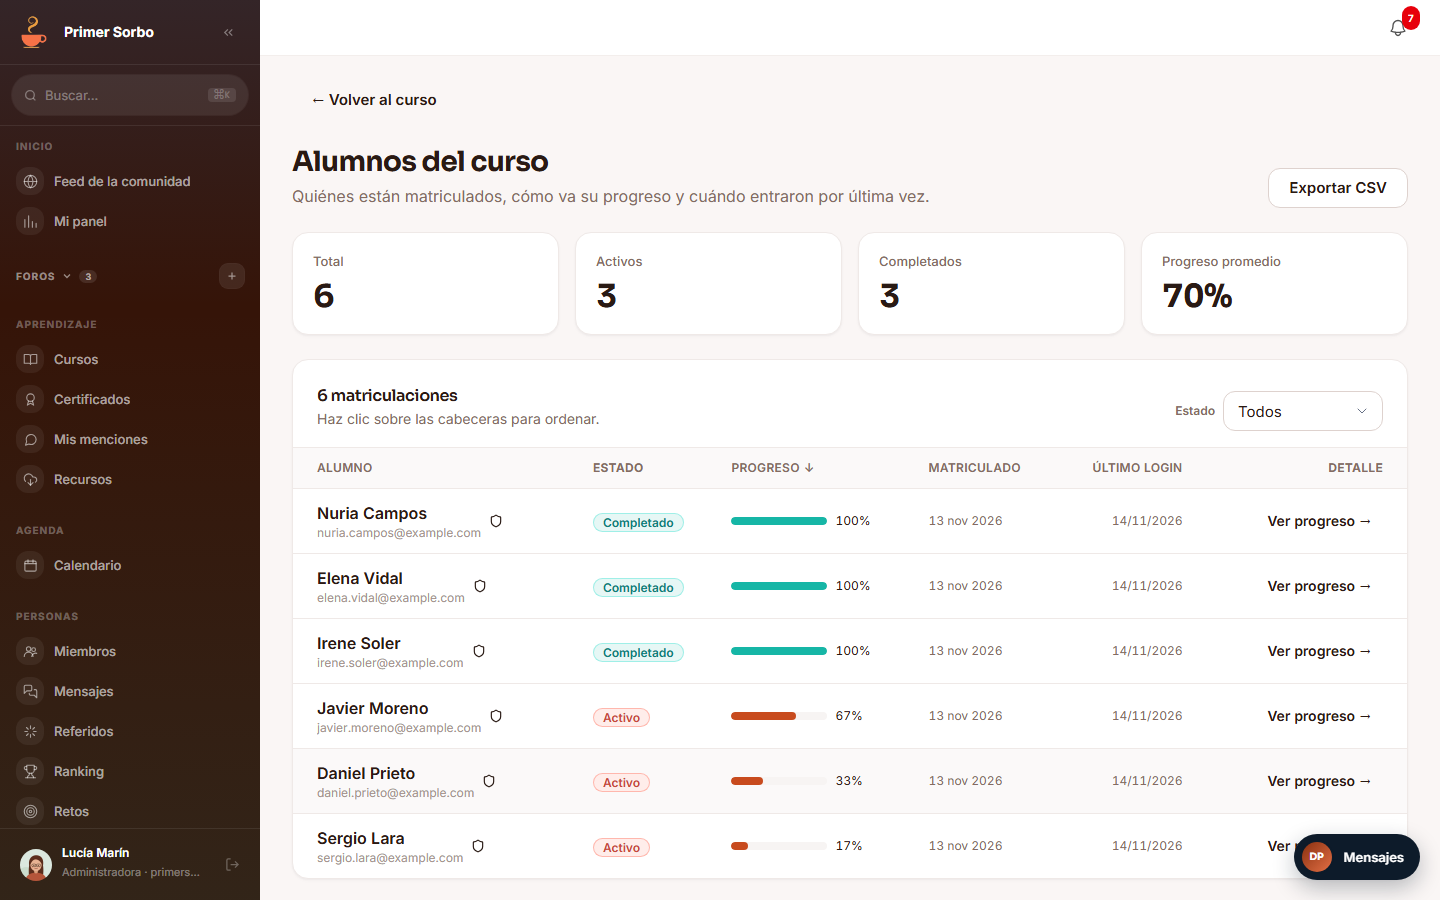 Primer Sorbo
Buscar...
⌘K
INICIO
Feed de la comunidad
Mi panel
FOROS 3
APRENDIZAJE
Cursos
Certificados
Mis menciones
Recursos
AGENDA
Calendario
PERSONAS
Miembros
Mensajes
Referidos
Ranking
Retos
Lucía Marín
Administradora · primers...
7
← Volver al curso
Alumnos del curso
Quiénes están matriculados, cómo va su progreso y cuándo entraron por última vez.
Exportar CSV
Total
6
Activos
3
Completados
3
Progreso promedio
70%
6 matriculaciones
Haz clic sobre las cabeceras para ordenar.
Estado Todos
ALUMNO ESTADO PROGRESO ↓ MATRICULADO ÚLTIMO LOGIN DETALLE
Nuria Campos
nuria.campos@example.com
Completado 100% 13 nov 2026 14/11/2026 Ver progreso →
Elena Vidal
elena.vidal@example.com
Completado 100% 13 nov 2026 14/11/2026 Ver progreso →
Irene Soler
irene.soler@example.com
Completado 100% 13 nov 2026 14/11/2026 Ver progreso →
Javier Moreno
javier.moreno@example.com
Activo 67% 13 nov 2026 14/11/2026 Ver progreso →
Daniel Prieto
daniel.prieto@example.com
Activo 33% 13 nov 2026 14/11/2026 Ver progreso →
Sergio Lara
sergio.lara@example.com
Activo 17% 13 nov 2026 14/11/2026 Ver
DP Mensajes